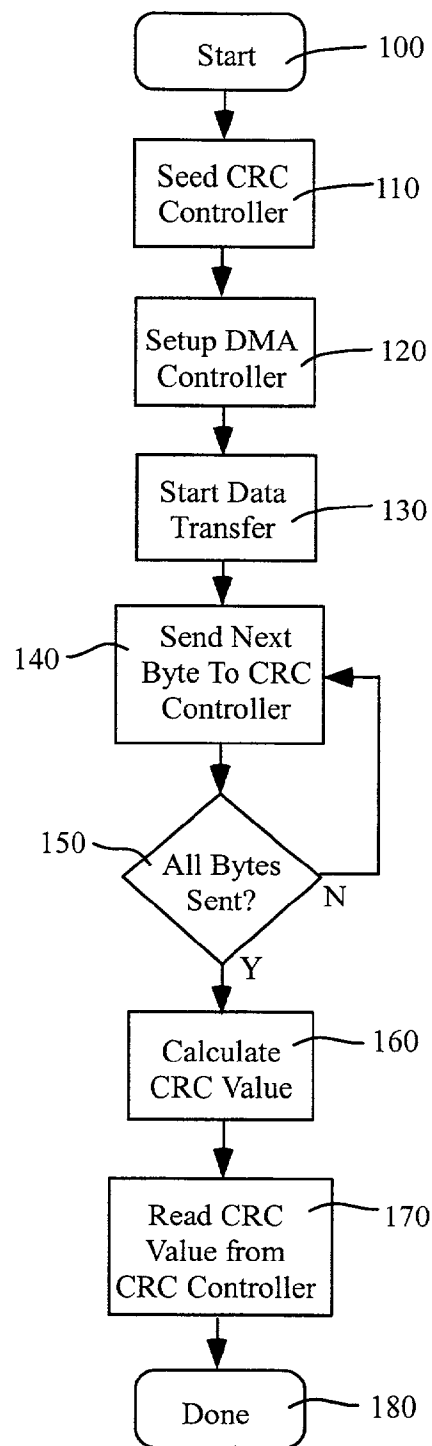 Start
100
Seed CRC
Controller
110
Setup DMA
Controller
120
Start Data
Transfer
130
140
Send Next
Byte To CRC
Controller
150
All Bytes
Sent?
N
Y
Calculate
CRC Value
160
Read CRC
Value from
CRC Controller
170
Done
180